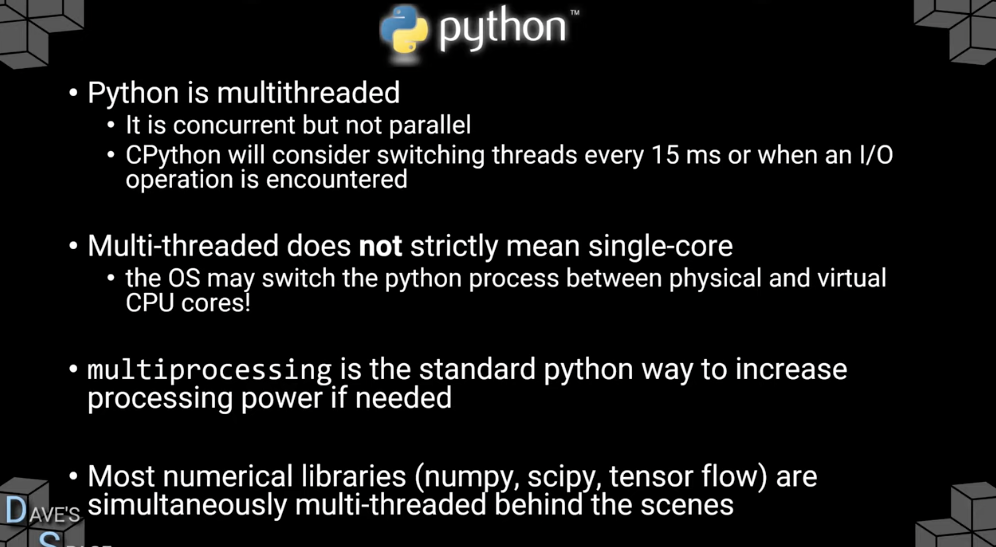 python™
• Python is multithreaded
• It is concurrent but not parallel
• CPython will consider switching threads every 15 ms or when an I/O
operation is encountered
• Multi-threaded does not strictly mean single-core
• the OS may switch the python process between physical and virtual
CPU cores!
• multiprocessing is the standard python way to increase
processing power if needed
• Most numerical libraries (numpy, scipy, tensor flow) are
simultaneously multi-threaded behind the scenes
DAVE'S